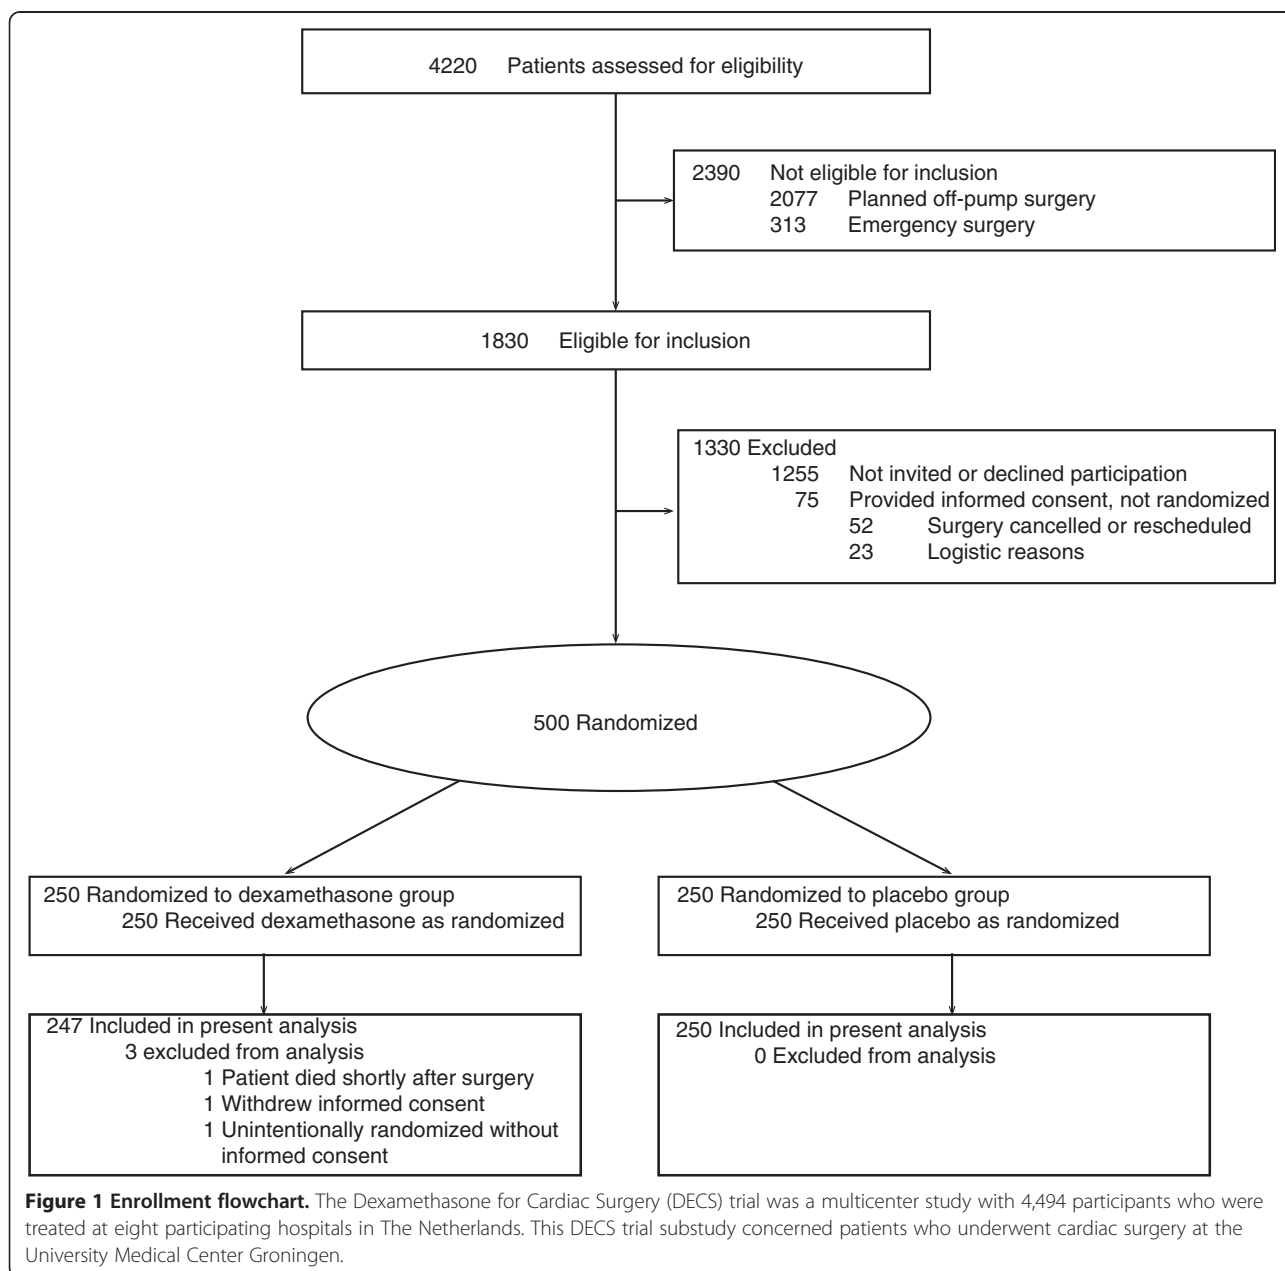 4220 Patients assessed for eligibility
2390 Not eligible for inclusion
2077 Planned off-pump surgery
313 Emergency surgery
1830 Eligible for inclusion
1330 Excluded
1255 Not invited or declined participation
75 Provided informed consent, not randomized
52 Surgery cancelled or rescheduled
23 Logistic reasons
500 Randomized
250 Randomized to dexamethasone group
250 Received dexamethasone as randomized
250 Randomized to placebo group
250 Received placebo as randomized
247 Included in present analysis
3 excluded from analysis
1 Patient died shortly after surgery
1 Withdrew informed consent
1 Unintentionally randomized without
informed consent
250 Included in present analysis
0 Excluded from analysis
Figure 1 Enrollment flowchart. The Dexamethasone for Cardiac Surgery (DECS) trial was a multicenter study with 4,494 participants who were
treated at eight participating hospitals in The Netherlands. This DECS trial substudy concerned patients who underwent cardiac surgery at the
University Medical Center Groningen.